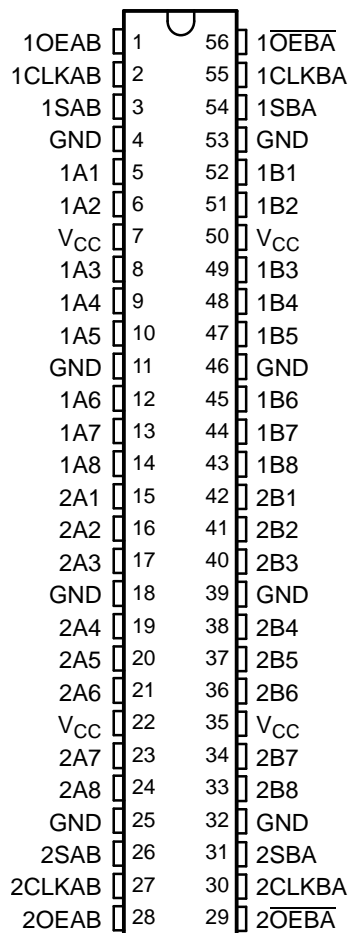 1OEAB 1 56 1O̅E̅B̅A̅
1CLKAB 2 55 1CLKBA
1SAB 3 54 1SBA
GND 4 53 GND
1A1 5 52 1B1
1A2 6 51 1B2
VCC 7 50 VCC
1A3 8 49 1B3
1A4 9 48 1B4
1A5 10 47 1B5
GND 11 46 GND
1A6 12 45 1B6
1A7 13 44 1B7
1A8 14 43 1B8
2A1 15 42 2B1
2A2 16 41 2B2
2A3 17 40 2B3
GND 18 39 GND
2A4 19 38 2B4
2A5 20 37 2B5
2A6 21 36 2B6
VCC 22 35 VCC
2A7 23 34 2B7
2A8 24 33 2B8
GND 25 32 GND
2SAB 26 31 2SBA
2CLKAB 27 30 2CLKBA
2OEAB 28 29 2O̅E̅B̅A̅